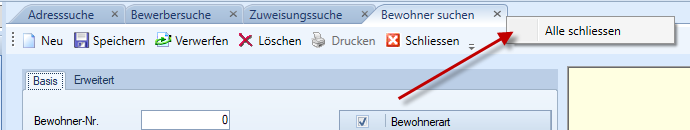 Adresssuche Bewerbersuche Zuweisungssuche Bewohner suchen
Alle schliessen
Neu Speichern Verwerfen Löschen Drucken Schliessen
Basis Erweitert
Bewohner-Nr. 0 Bewohnerart